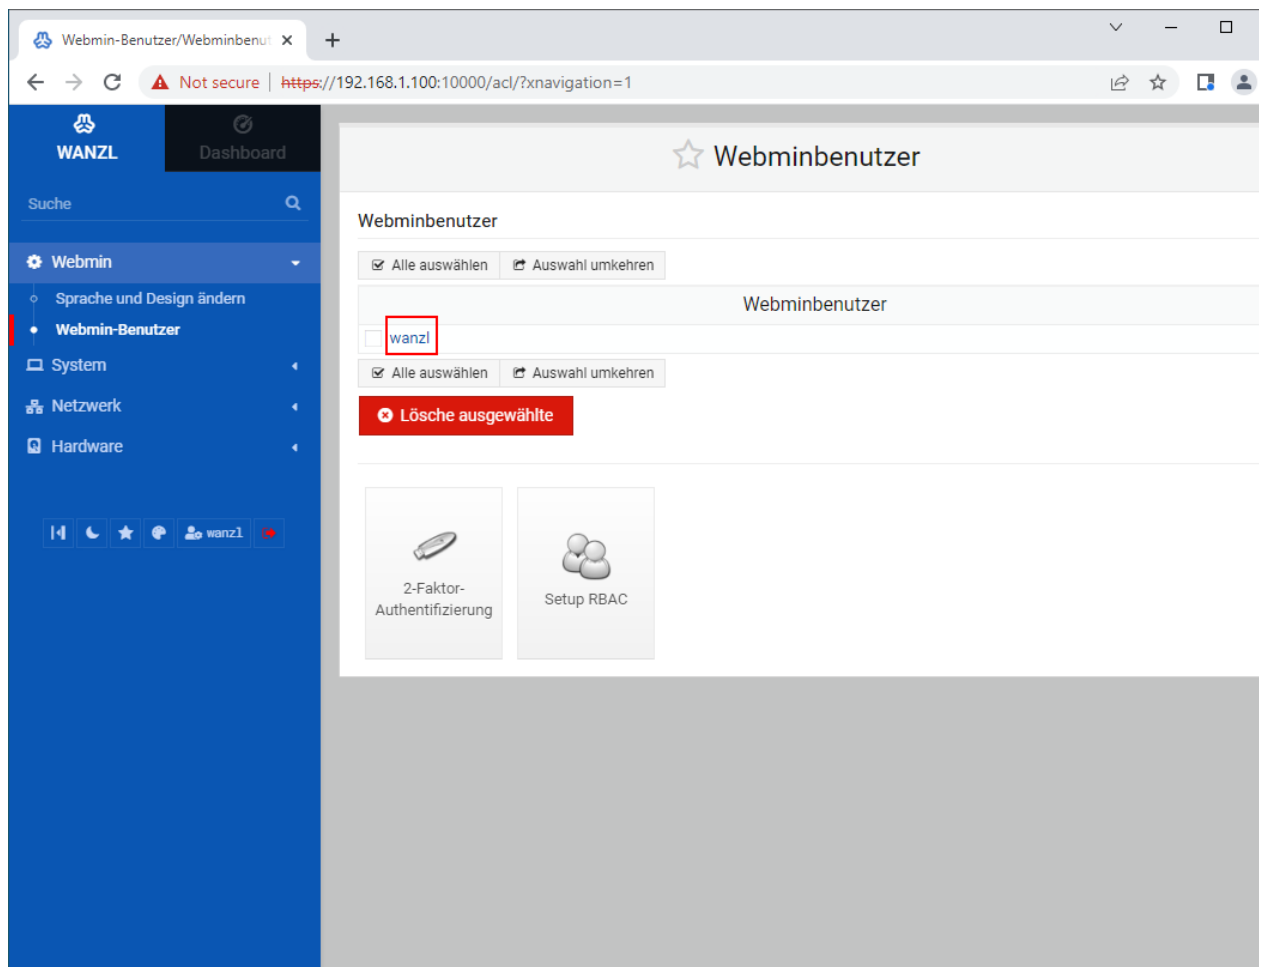 Webmin-Benutzer/Webminbenut
Not secure | https://192.168.1.100:10000/acl/?xnavigation=1
WANZL
Dashboard
Webminbenutzer
Suche
Webminbenutzer
Webmin
Alle auswählen
Auswahl umkehren
Sprache und Design ändern
Webminbenutzer
Webmin-Benutzer
wanzl
System
Alle auswählen
Auswahl umkehren
Netzwerk
Lösche ausgewählte
Hardware
wanzl
2-Faktor-
Authentifizierung
Setup RBAC